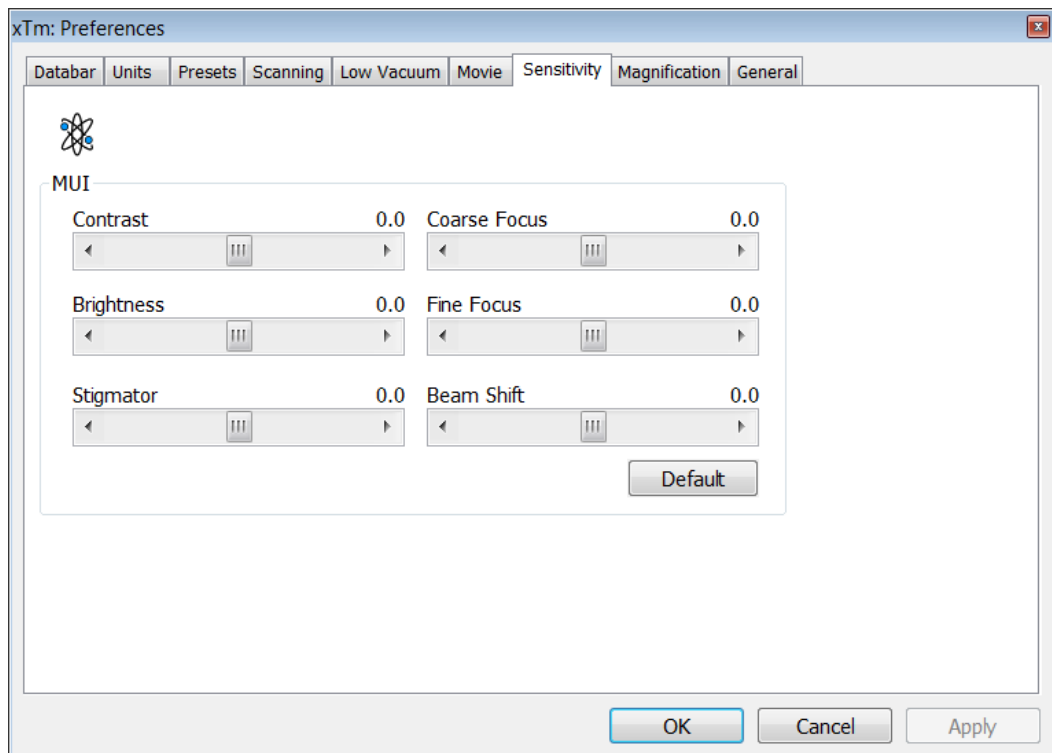 xTm: Preferences
Databar Units Presets Scanning Low Vacuum Movie Sensitivity Magnification General
MUI
Contrast 0.0 Coarse Focus 0.0
Brightness 0.0 Fine Focus 0.0
Stigmator 0.0 Beam Shift 0.0
Default
OK Cancel Apply